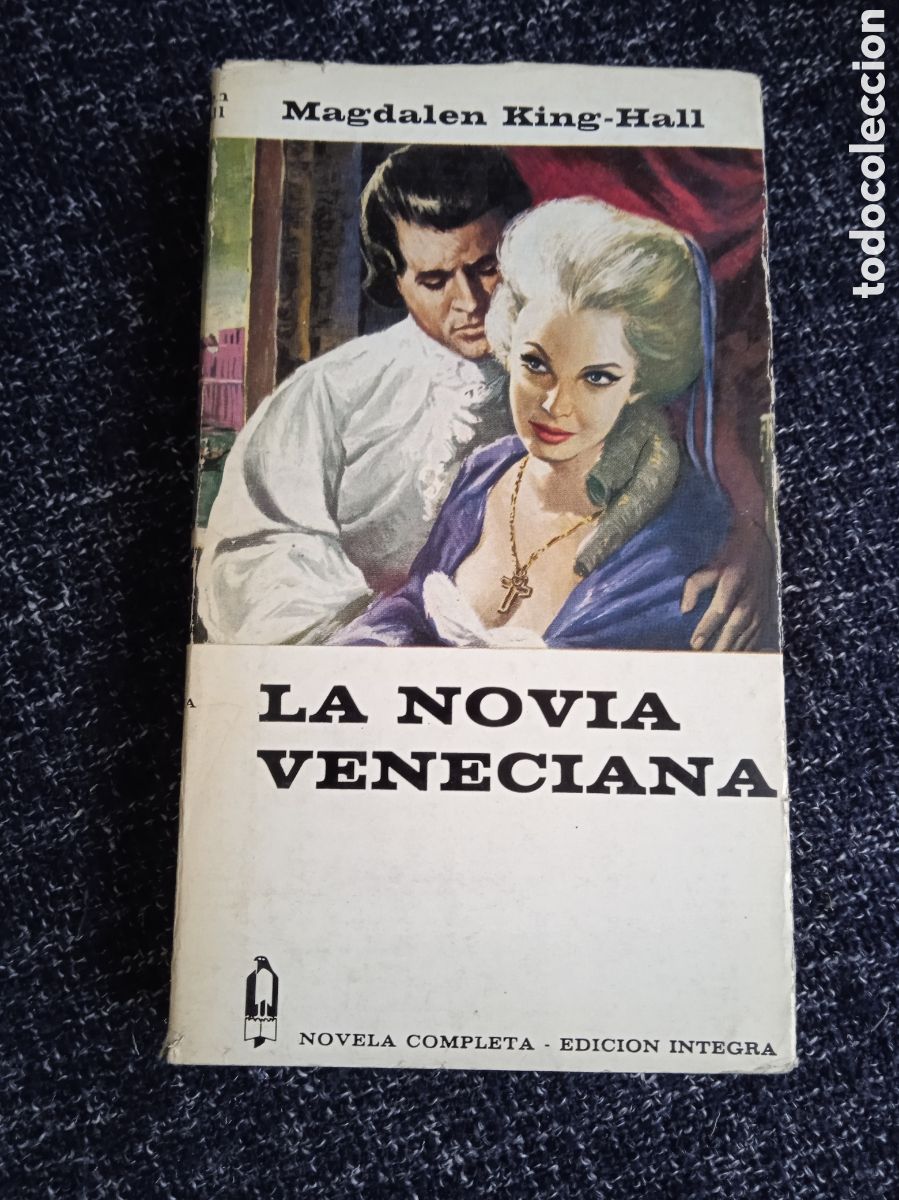 Magdalen King-Hall
LA NOVIA
VENECIANA
NOVELA COMPLETA - EDICION INTEGRA
todocoleccion